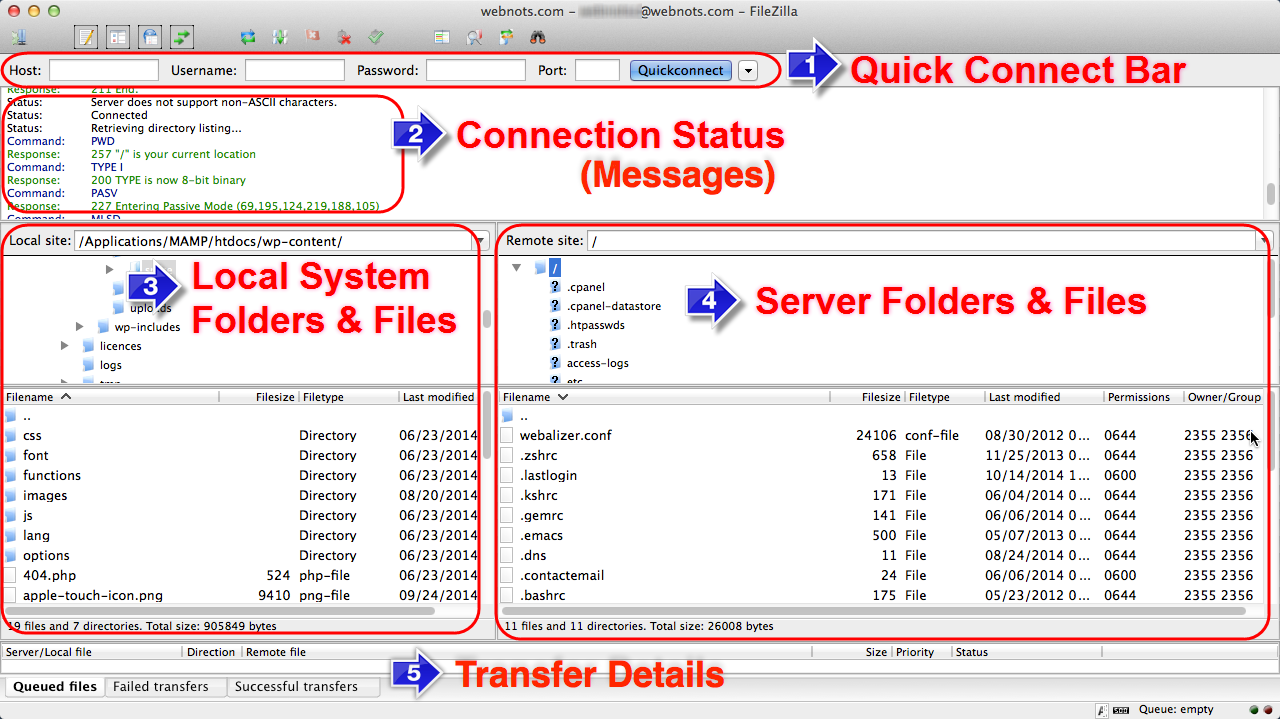 webnots.com – @webnots.com – FileZilla
Host: Username: Password: Port: Quickconnect
1 Quick Connect Bar
Response: 211 End.
Status: Server does not support non-ASCII characters.
Status: Connected
Status: Retrieving directory listing...
Command: PWD
Response: 257 "/" is your current location
Command: TYPE I
Response: 200 TYPE is now 8-bit binary
Command: PASV
Response: 227 Entering Passive Mode (69,195,124,219,188,105)
Command: MLSD
2 Connection Status
(Messages)
Local site: /Applications/MAMP/htdocs/wp-content/
uploads
wp-includes
licences
logs
tmp
3 Local System
Folders & Files
Filename Filesize Filetype Last modified
..
css Directory 06/23/2014
font Directory 06/23/2014
functions Directory 06/23/2014
images Directory 08/20/2014
js Directory 06/23/2014
lang Directory 06/23/2014
options Directory 06/23/2014
404.php 524 php-file 06/23/2014
apple-touch-icon.png 9410 png-file 09/24/2014
19 files and 7 directories. Total size: 905849 bytes
Remote site: /
/
? .cpanel
? .cpanel-datastore
? .htpasswds
? .trash
? access-logs
? etc
4 Server Folders & Files
Filename Filesize Filetype Last modified Permissions Owner/Group
..
webalizer.conf 24106 conf-file 08/30/2012 0... 0644 2355 2356
.zshrc 658 File 11/25/2013 0... 0644 2355 2356
.lastlogin 13 File 10/14/2014 1... 0600 2355 2356
.kshrc 171 File 06/04/2014 0... 0644 2355 2356
.gemrc 141 File 06/06/2014 0... 0644 2355 2356
.emacs 500 File 05/07/2013 0... 0644 2355 2356
.dns 11 File 08/24/2014 0... 0644 2355 2356
.contactemail 24 File 06/06/2014 0... 0600 2355 2356
.bashrc 175 File 05/23/2012 0... 0644 2355 2356
11 files and 11 directories. Total size: 26008 bytes
Server/Local file Direction Remote file Size Priority Status
5 Transfer Details
Queued files Failed transfers Successful transfers
Queue: empty